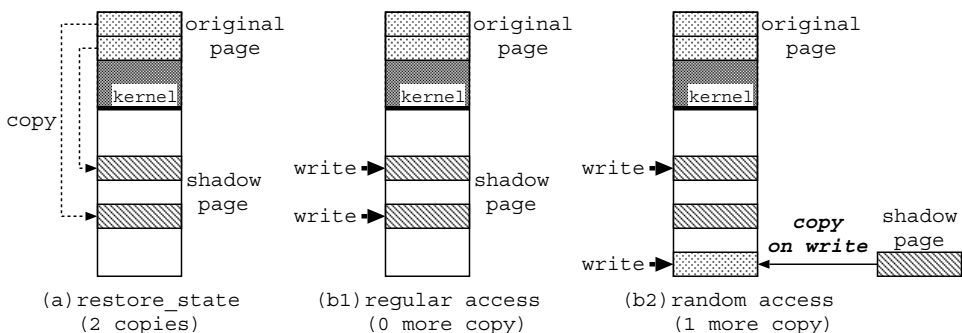 original
page
kernel
copy
shadow
page
(a)restore_state
(2 copies)
original
page
kernel
write
write
shadow
page
(b1)regular access
(0 more copy)
original
page
kernel
write
write
copy
on write
shadow
page
(b2)random access
(1 more copy)